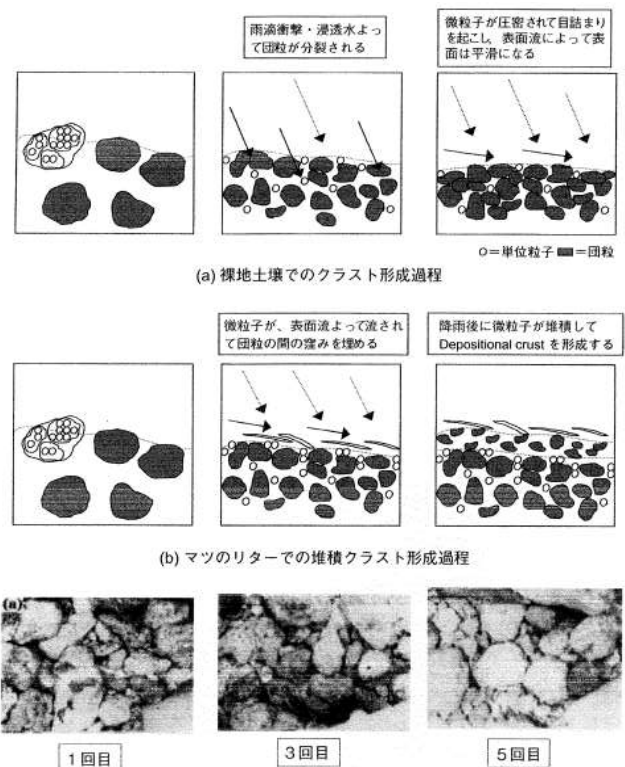 雨滴衝撃・浸透水よっ
て団粒が分裂される
微粒子が圧密されて目詰まり
を起こし、表面流によって表
面は平滑になる
○=単位粒子 =団粒
(a) 裸地土壌でのクラスト形成過程
微粒子が、表面流よって流され
て団粒の間の窪みを埋める
降雨後に微粒子が堆積して
Depositional crust を形成する
(b) マツのリターでの堆積クラスト形成過程
(a)
1回目
3回目
5回目